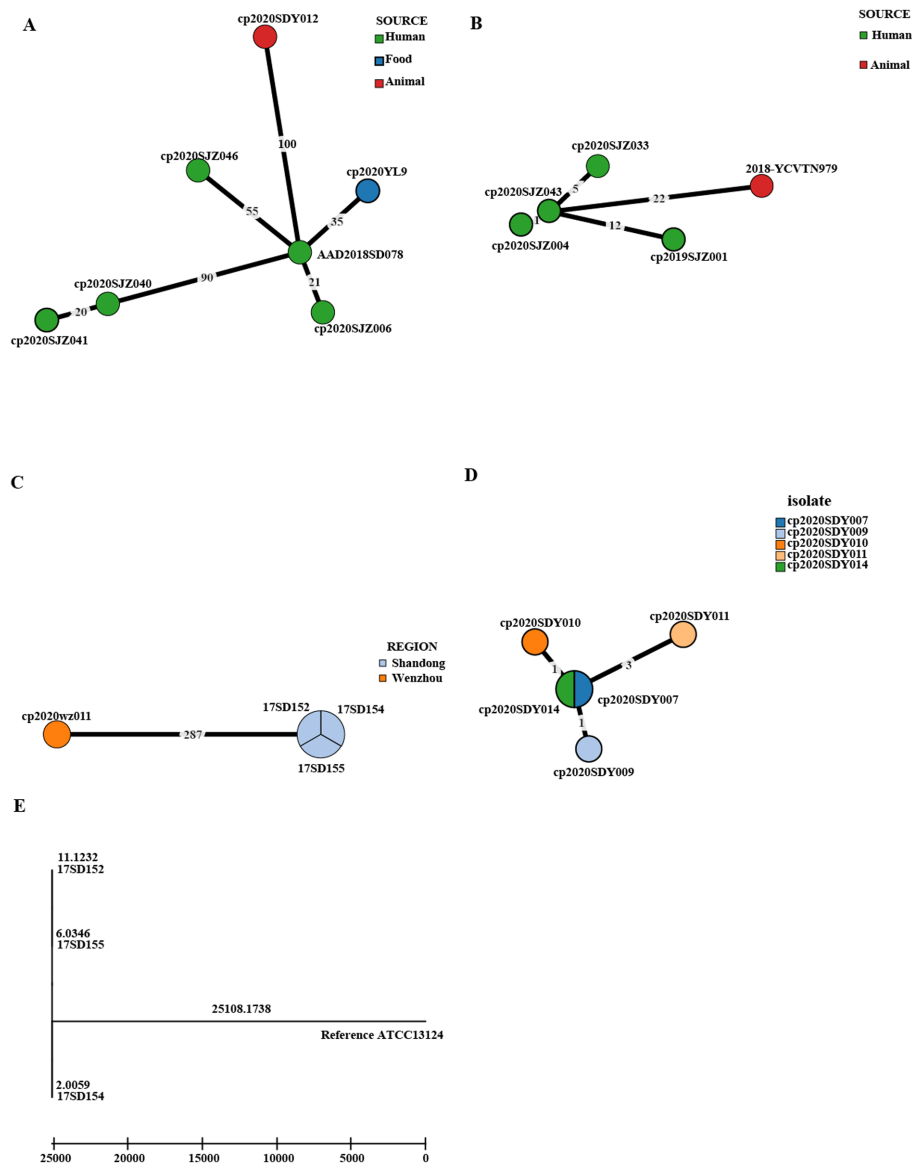 A
cp2020SDY012
SOURCE
Human
Food
Animal
100
cp2020SJZ046
cp2020YL9
55
35
AAD2018SD078
90
21
cp2020SJZ040
20
cp2020SJZ006
cp2020SJZ041
B
SOURCE
Human
Animal
cp2020SJZ033
2018-YCVTN979
cp2020SJZ043
5
22
1
12
cp2020SJZ004
cp2019SJZ001
C
REGION
Shandong
Wenzhou
cp2020wz011
17SD152
17SD154
287
17SD155
D
isolate
cp2020SDY007
cp2020SDY009
cp2020SDY010
cp2020SDY011
cp2020SDY014
cp2020SDY010
cp2020SDY011
1
3
cp2020SDY014
cp2020SDY007
1
cp2020SDY009
E
11.1232
17SD152
6.0346
17SD155
25108.1738
Reference ATCC13124
2.0059
17SD154
25000 20000 15000 10000 5000 0